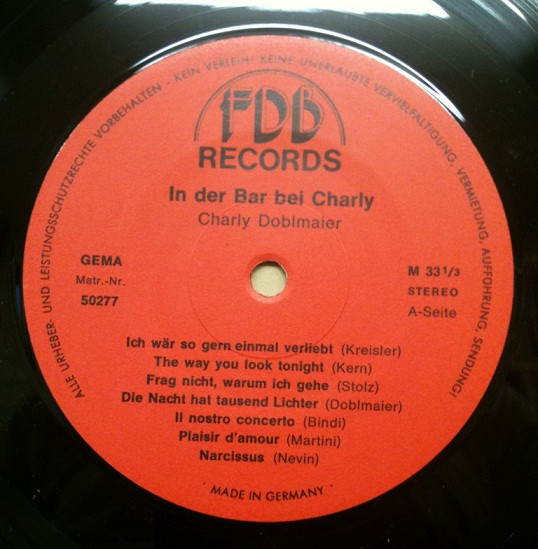 ALLE URHEBER- UND LEISTUNGSSCHUTZRECHTE VORBEHALTEN - KEIN VERLEIH! KEINE UNERLAUBTE VERVIELFÄLTIGUNG, VERMIETUNG, AUFFÜHRUNG, SENDUNG!
FDB
RECORDS
In der Bar bei Charly
Charly Doblmaier
GEMA
Matr.-Nr.
50277
M 33 1/3
STEREO
A-Seite
Ich wär so gern einmal verliebt (Kreisler)
The way you look tonight (Kern)
Frag nicht, warum ich gehe (Stolz)
Die Nacht hat tausend Lichter (Doblmaier)
Il nostro concerto (Bindi)
Plaisir d'amour (Martini)
Narcissus (Nevin)
· MADE IN GERMANY ·